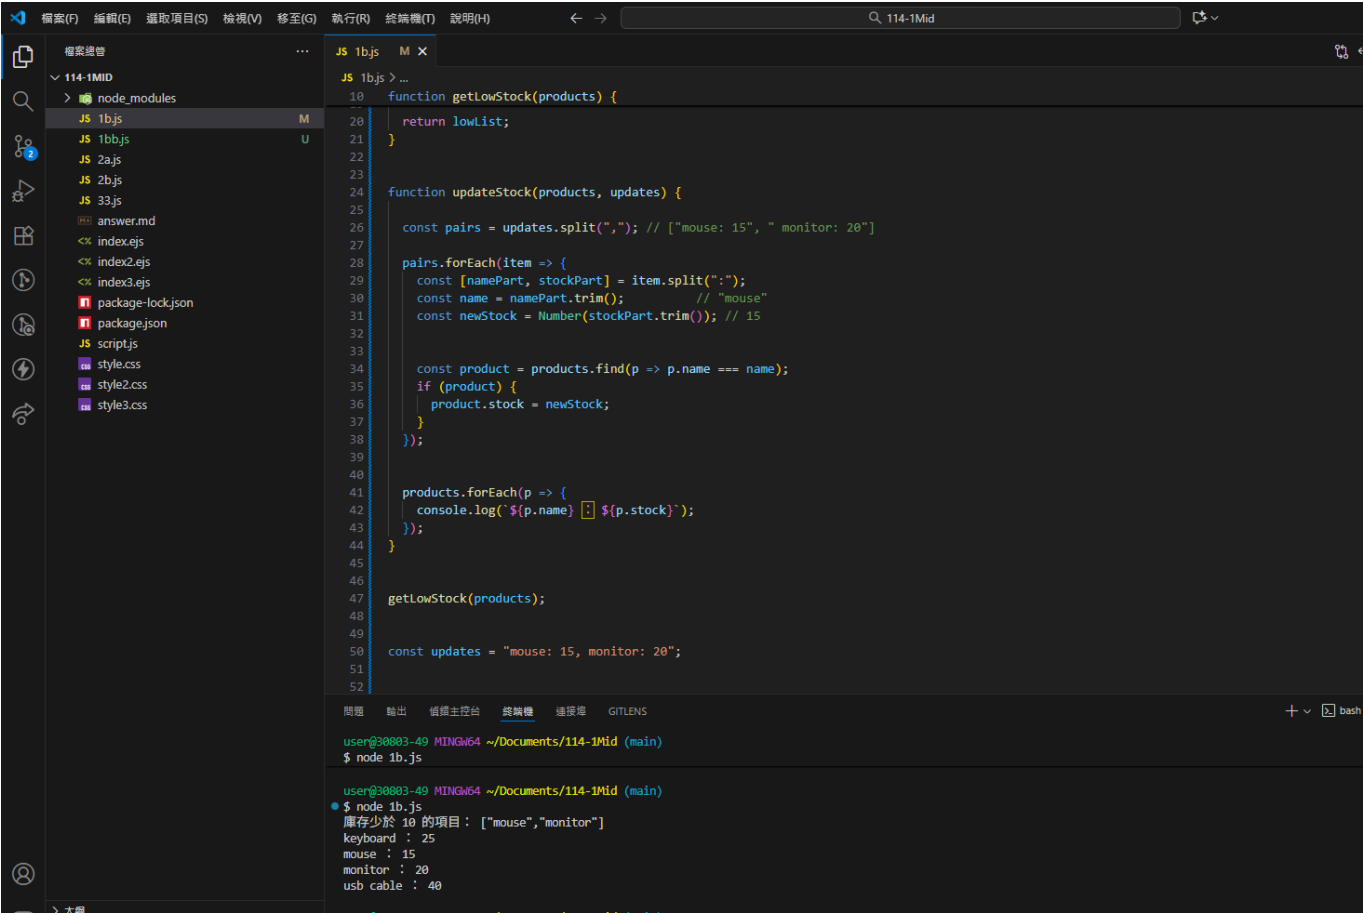 檔案(F) 編輯(E) 選取項目(S) 檢視(V) 移至(G) 執行(R) 終端機(T) 說明(H) 114-1Mid
檔案總管 ...
114-1MID
node_modules
JS 1b.js M
JS 1bb.js U
JS 2a.js
JS 2b.js
JS 33.js
answer.md
<% index.ejs
<% index2.ejs
<% index3.ejs
package-lock.json
package.json
JS script.js
style.css
style2.css
style3.css
大綱
2
JS 1b.js M
JS 1b.js > ...
10 function getLowStock(products) {
20 return lowList;
21 }
22
23
24 function updateStock(products, updates) {
25
26 const pairs = updates.split(","); // ["mouse: 15", " monitor: 20"]
27
28 pairs.forEach(item => {
29 const [namePart, stockPart] = item.split(":");
30 const name = namePart.trim(); // "mouse"
31 const newStock = Number(stockPart.trim()); // 15
32
33
34 const product = products.find(p => p.name === name);
35 if (product) {
36 product.stock = newStock;
37 }
38 });
39
40
41 products.forEach(p => {
42 console.log(`${p.name} ： ${p.stock}`);
43 });
44 }
45
46
47 getLowStock(products);
48
49
50 const updates = "mouse: 15, monitor: 20";
51
52
問題 輸出 偵錯主控台 終端機 連接埠 GITLENS bash
user@30803-49 MINGW64 ~/Documents/114-1Mid (main)
$ node 1b.js
user@30803-49 MINGW64 ~/Documents/114-1Mid (main)
$ node 1b.js
庫存少於 10 的項目： ["mouse","monitor"]
keyboard ： 25
mouse ： 15
monitor ： 20
usb cable ： 40